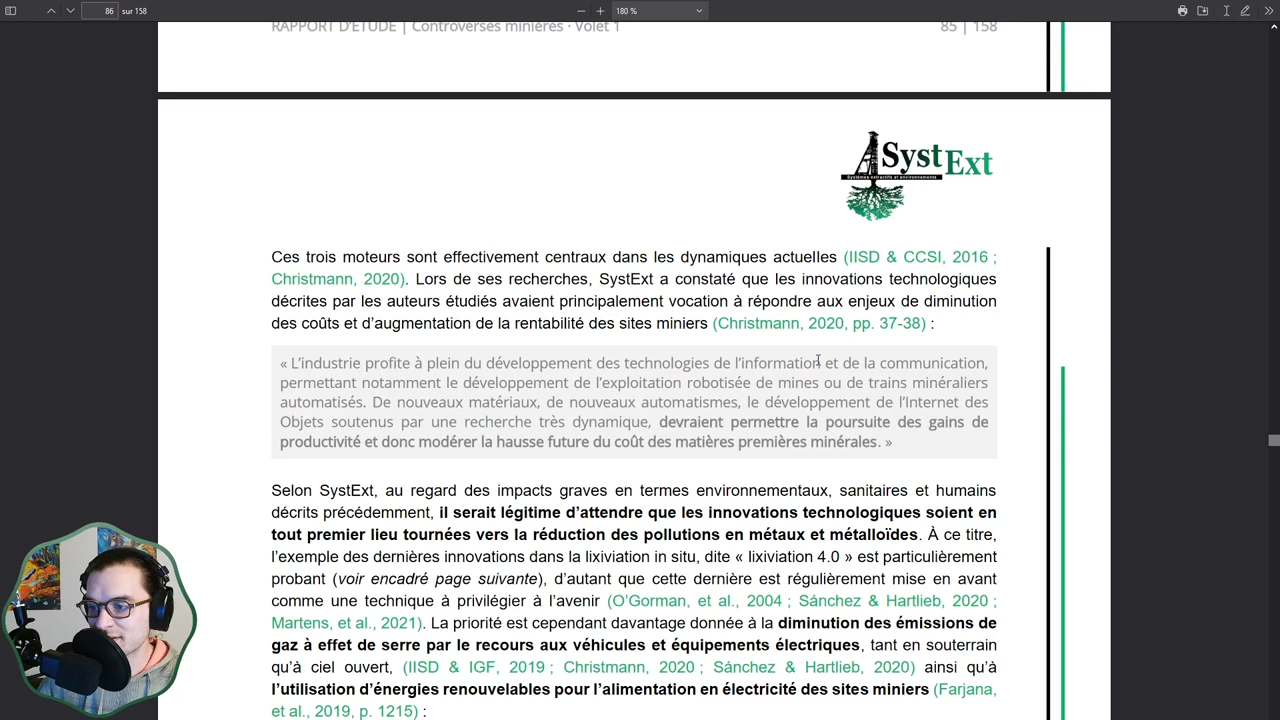 86 sur 158
180 %
RAPPORT D'ÉTUDE | Controverses minières · Volet 1 85 | 158
SystExt
Systèmes extractifs et environnements
Ces trois moteurs sont effectivement centraux dans les dynamiques actuelles (IISD & CCSI, 2016 ;
Christmann, 2020). Lors de ses recherches, SystExt a constaté que les innovations technologiques
décrites par les auteurs étudiés avaient principalement vocation à répondre aux enjeux de diminution
des coûts et d’augmentation de la rentabilité des sites miniers (Christmann, 2020, pp. 37-38) :
« L’industrie profite à plein du développement des technologies de l’information et de la communication,
permettant notamment le développement de l’exploitation robotisée de mines ou de trains minéraliers
automatisés. De nouveaux matériaux, de nouveaux automatismes, le développement de l’Internet des
Objets soutenus par une recherche très dynamique, devraient permettre la poursuite des gains de
productivité et donc modérer la hausse future du coût des matières premières minérales. »
Selon SystExt, au regard des impacts graves en termes environnementaux, sanitaires et humains
décrits précédemment, il serait légitime d’attendre que les innovations technologiques soient en
tout premier lieu tournées vers la réduction des pollutions en métaux et métalloïdes. À ce titre,
l’exemple des dernières innovations dans la lixiviation in situ, dite « lixiviation 4.0 » est particulièrement
probant (voir encadré page suivante), d’autant que cette dernière est régulièrement mise en avant
comme une technique à privilégier à l’avenir (O’Gorman, et al., 2004 ; Sánchez & Hartlieb, 2020 ;
Martens, et al., 2021). La priorité est cependant davantage donnée à la diminution des émissions de
gaz à effet de serre par le recours aux véhicules et équipements électriques, tant en souterrain
qu’à ciel ouvert, (IISD & IGF, 2019 ; Christmann, 2020 ; Sánchez & Hartlieb, 2020) ainsi qu’à
l’utilisation d’énergies renouvelables pour l’alimentation en électricité des sites miniers (Farjana,
et al., 2019, p. 1215) :